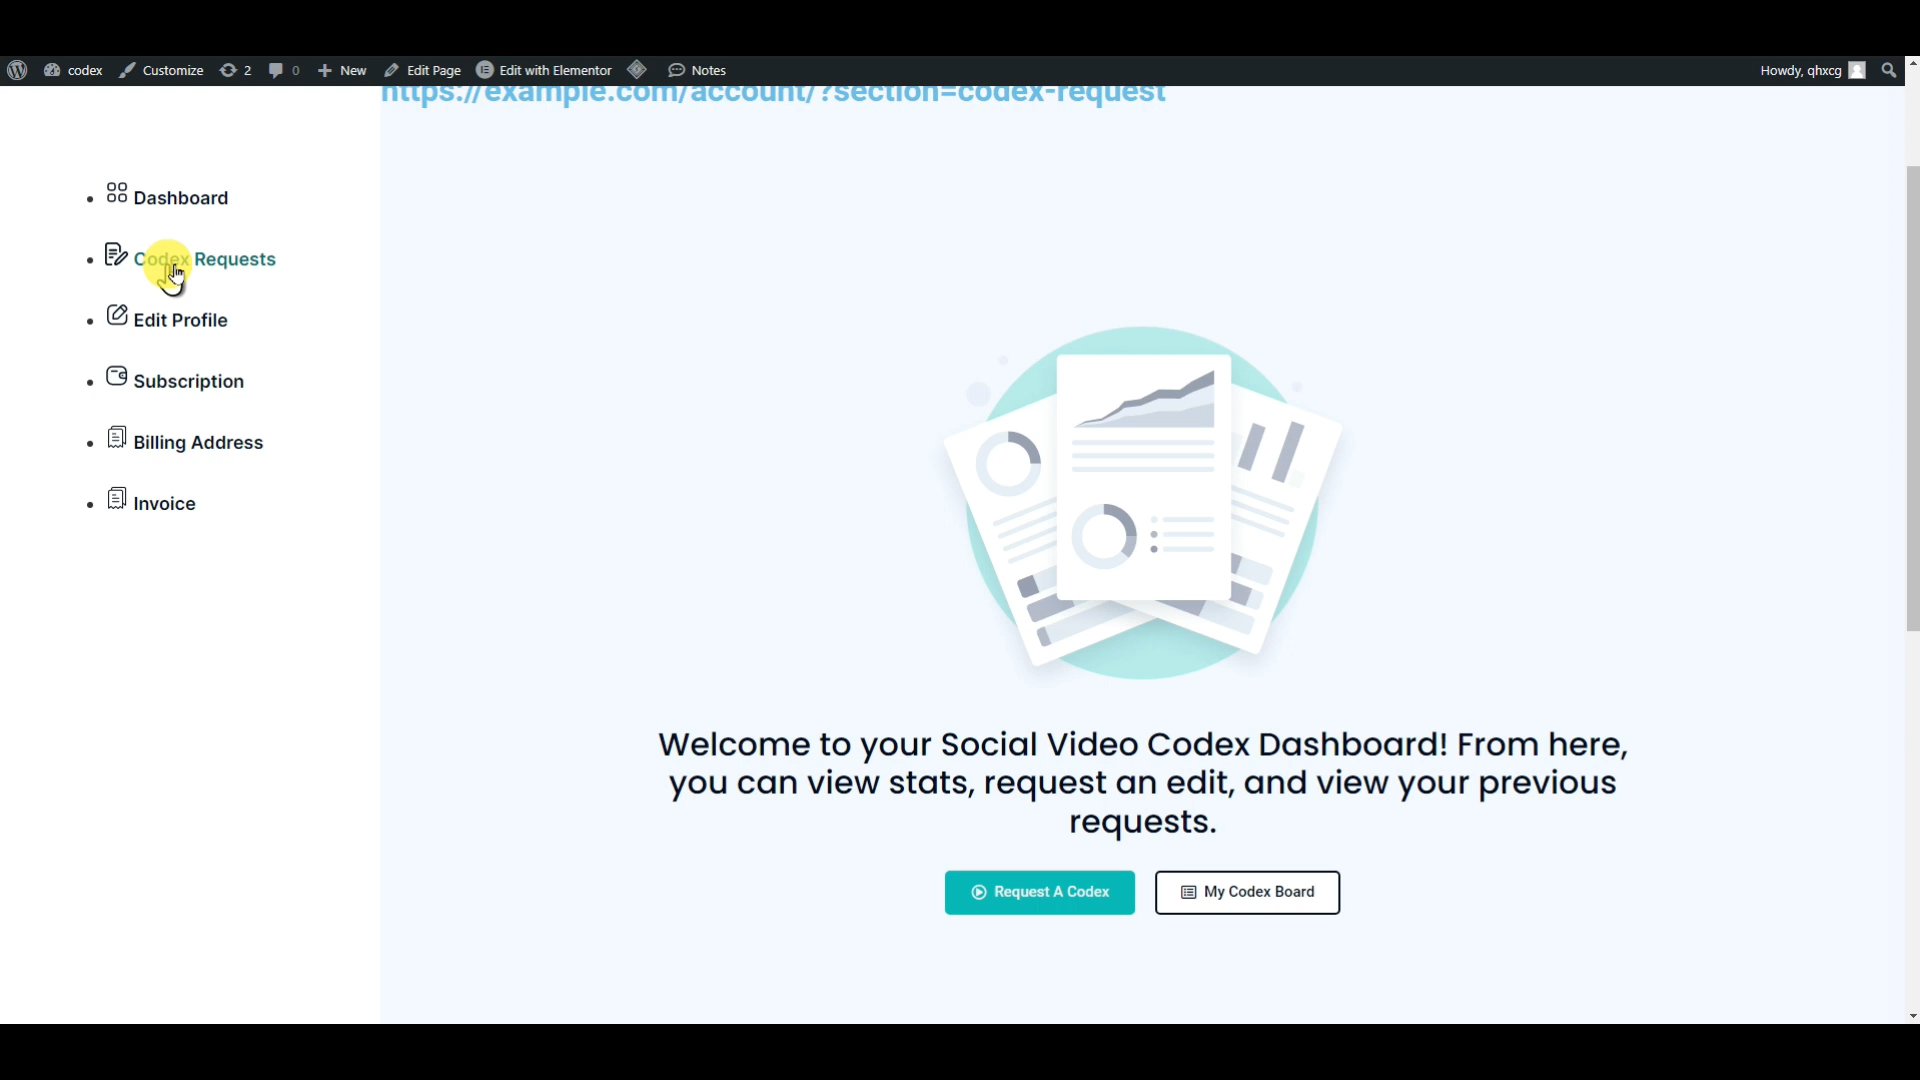 codex Customize 2 0 New Edit Page Edit with Elementor Notes Howdy, qhxcg
https://example.com/account/?section=codex-request
Dashboard
Codex Requests
Edit Profile
Subscription
Billing Address
Invoice
Welcome to your Social Video Codex Dashboard! From here,
you can view stats, request an edit, and view your previous
requests.
Request A Codex My Codex Board